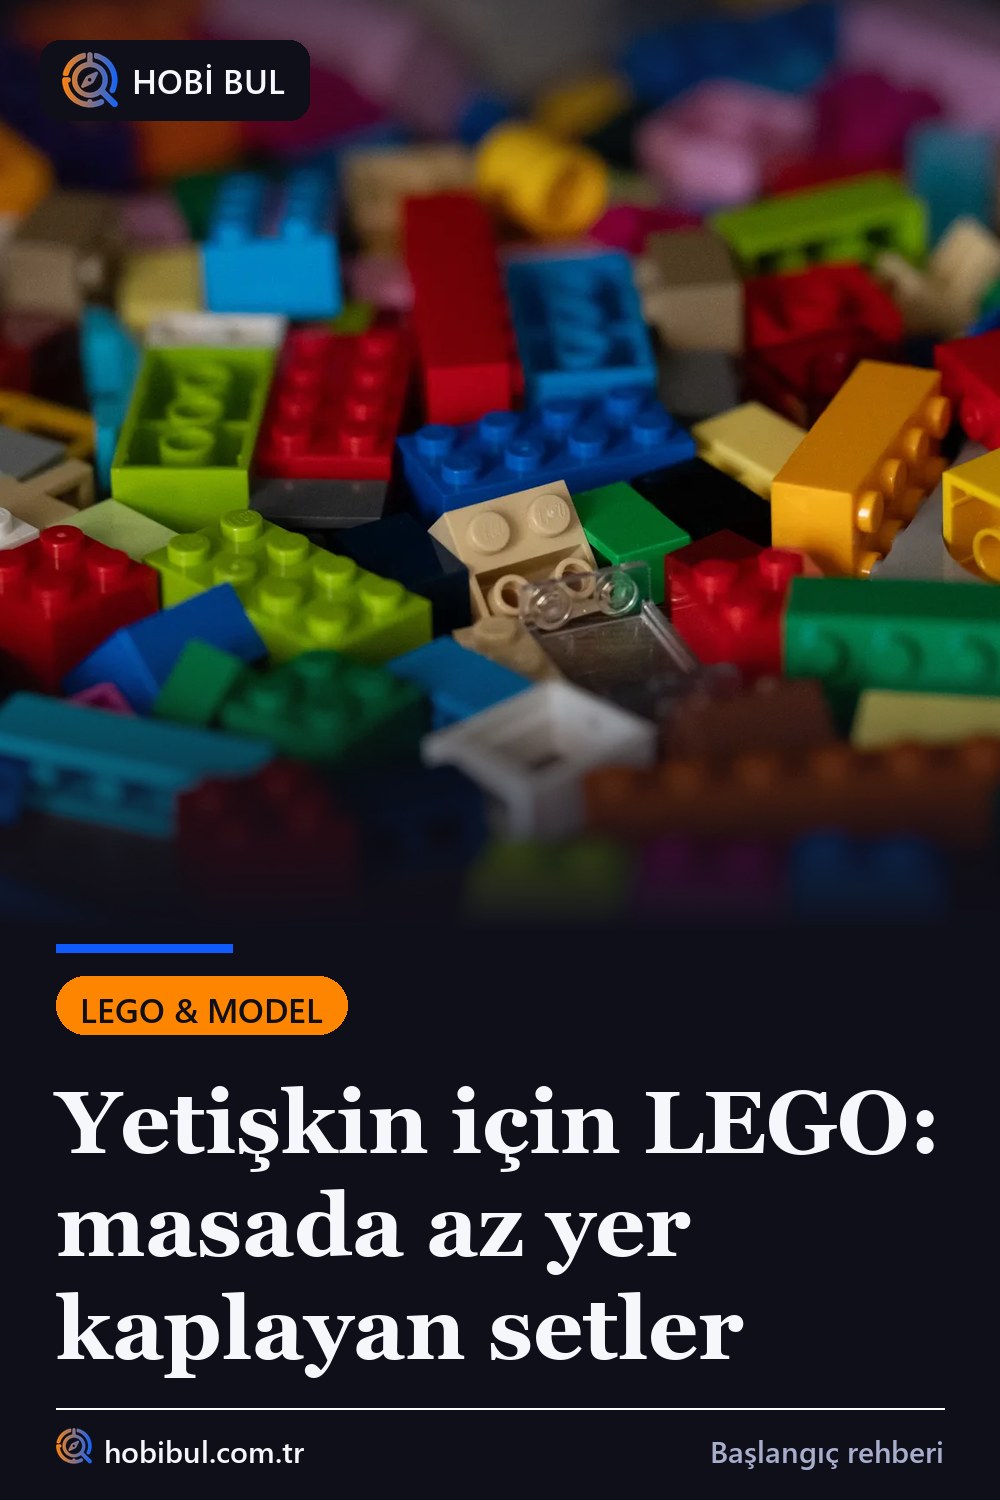 HOBİ BUL
LEGO & MODEL
Yetişkin için LEGO:
masada az yer
kaplayan setler
hobibul.com.tr
Başlangıç rehberi